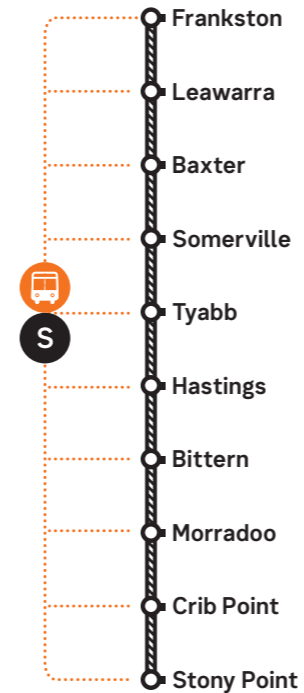 Frankston
Leawarra
Baxter
Somerville
Tyabb
S
Hastings
Bittern
Morradoo
Crib Point
Stony Point